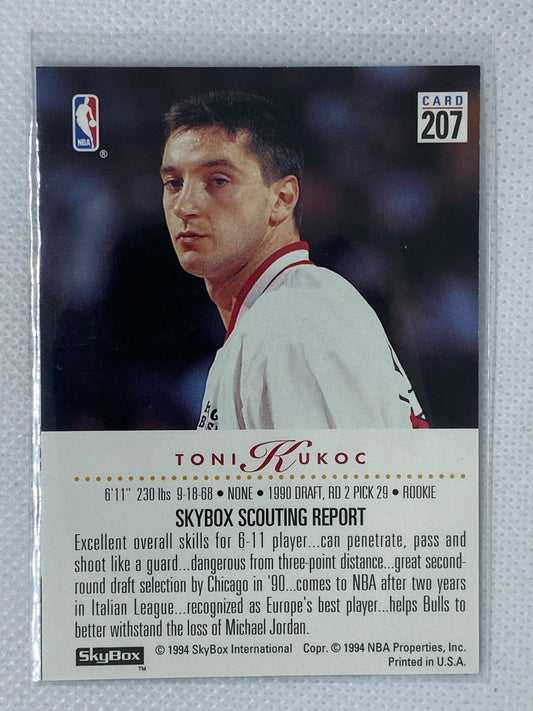 CARD
207
NBA
®
TONI KUKOC
6'11" 230 lbs 9-18-68 • NONE • 1990 DRAFT, RD 2 PICK 29 • ROOKIE
SKYBOX SCOUTING REPORT
Excellent overall skills for 6-11 player...can penetrate, pass and
shoot like a guard...dangerous from three-point distance...great second-
round draft selection by Chicago in '90...comes to NBA after two years
in Italian League...recognized as Europe's best player...helps Bulls to
better withstand the loss of Michael Jordan.
SkyBox ™ © 1994 SkyBox International Copr. © 1994 NBA Properties, Inc.
Printed in U.S.A.